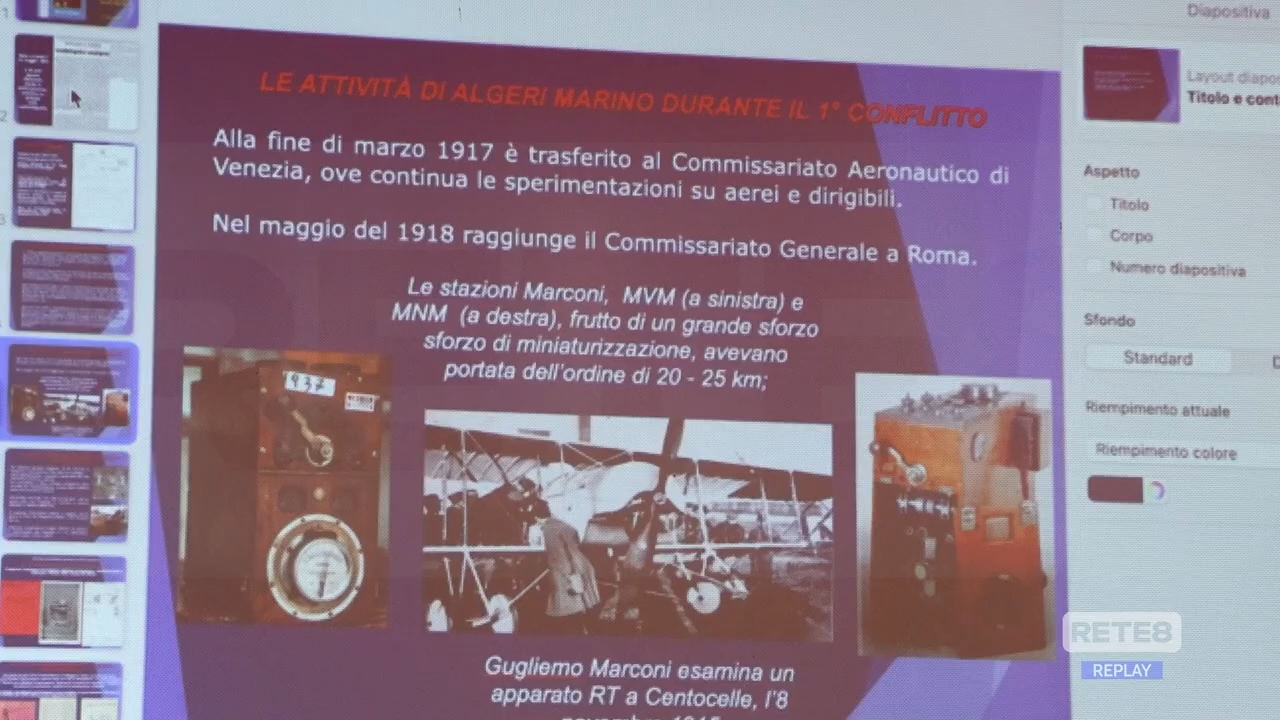 Diapositiva
LE ATTIVITÀ DI ALGERI MARINO DURANTE IL 1° CONFLITTO
Alla fine di marzo 1917 è trasferito al Commissariato Aeronautico di
Venezia, ove continua le sperimentazioni su aerei e dirigibili.
Nel maggio del 1918 raggiunge il Commissariato Generale a Roma.
Le stazioni Marconi, MVM (a sinistra) e
MNM (a destra), frutto di un grande sforzo
sforzo di miniaturizzazione, avevano
portata dell'ordine di 20 - 25 km;
1937
Gugliemo Marconi esamina un
apparato RT a Centocelle, l'8
Layout
Titolo e
Aspetto
Titolo
Corpo
Numero diapositiva
Sfondo
Standard
Riempimento attuale
Riempimento colore
RETE8
REPLAY
2